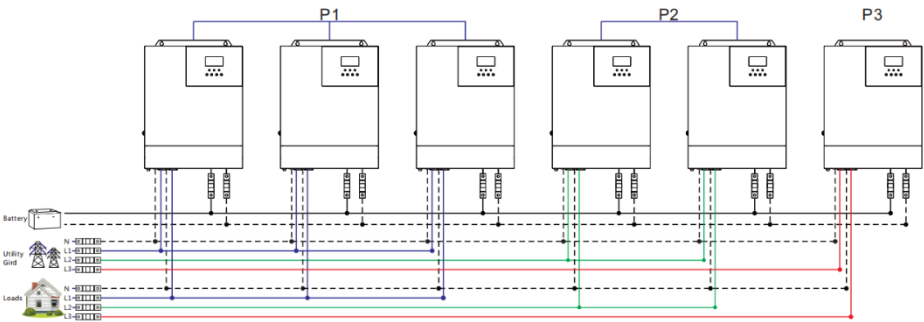 P1 P2 P3
Battery
Utility
Gird
N
L1
L2
L3
Loads
N
L1
L2
L3